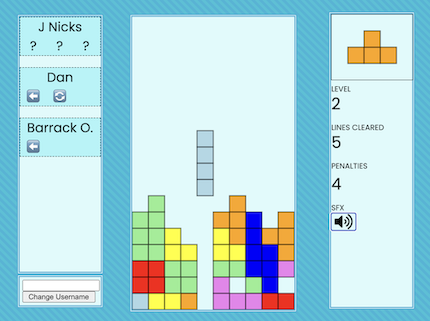 J Nicks
? ? ?
Dan
Barrack O.
Change Username
LEVEL
2
LINES CLEARED
5
PENALTIES
4
SFX